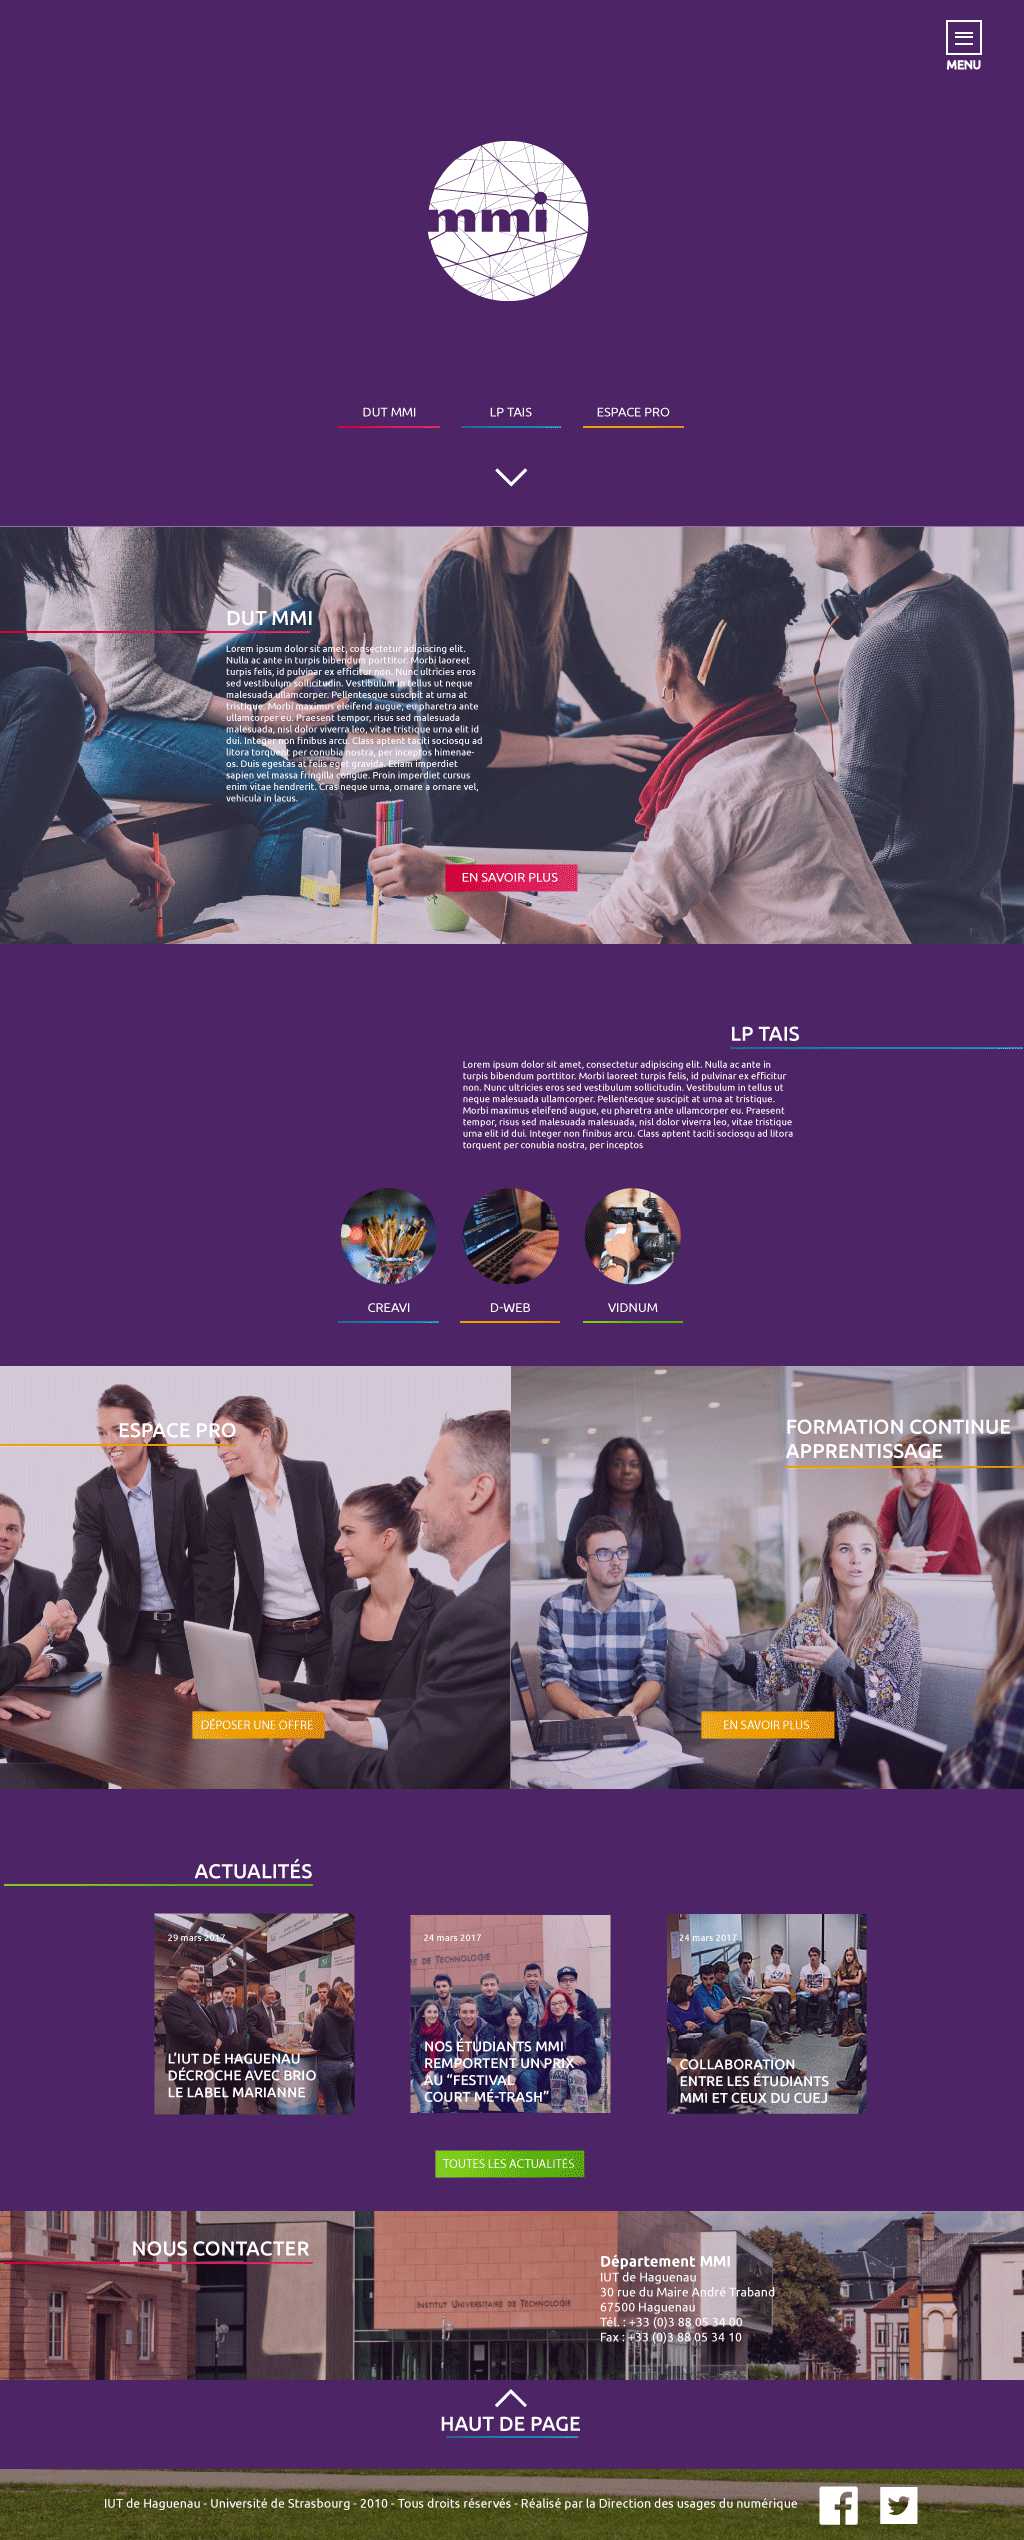 MENU
mmi
DUT MMI
LP TAIS
ESPACE PRO
DUT MMI
Lorem ipsum dolor sit amet, consectetur adipiscing elit.
Nulla ac ante in turpis bibendum porttitor. Morbi laoreet
turpis felis, id pulvinar ex efficitur non. Nunc ultricies eros
sed vestibulum sollicitudin. Vestibulum in tellus ut neque
malesuada ullamcorper. Pellentesque suscipit at urna at
tristique. Morbi maximus eleifend augue, eu pharetra ante
ullamcorper eu. Praesent tempor, risus sed malesuada
malesuada, nisl dolor viverra leo, vitae tristique urna elit id
dui. Integer non finibus arcu. Class aptent taciti sociosqu ad
litora torquent per conubia nostra, per inceptos himenae-
os. Duis egestas at felis eget gravida. Etiam imperdiet
sapien vel massa fringilla congue. Proin imperdiet cursus
enim vitae hendrerit. Cras neque urna, ornare a ornare vel,
vehicula in lacus.
EN SAVOIR PLUS
LP TAIS
Lorem ipsum dolor sit amet, consectetur adipiscing elit. Nulla ac ante in
turpis bibendum porttitor. Morbi laoreet turpis felis, id pulvinar ex efficitur
non. Nunc ultricies eros sed vestibulum sollicitudin. Vestibulum in tellus ut
neque malesuada ullamcorper. Pellentesque suscipit at urna at tristique.
Morbi maximus eleifend augue, eu pharetra ante ullamcorper eu. Praesent
tempor, risus sed malesuada malesuada, nisl dolor viverra leo, vitae tristique
urna elit id dui. Integer non finibus arcu. Class aptent taciti sociosqu ad litora
torquent per conubia nostra, per inceptos
CREAVI
D-WEB
VIDNUM
ESPACE PRO
DÉPOSER UNE OFFRE
FORMATION CONTINUE
APPRENTISSAGE
EN SAVOIR PLUS
ACTUALITÉS
29 mars 2017
L'IUT DE HAGUENAU
DÉCROCHE AVEC BRIO
LE LABEL MARIANNE
24 mars 2017
RE DE TECHNOLOGIE
NOS ÉTUDIANTS MMI
REMPORTENT UN PRIX
AU “FESTIVAL
COURT MÉ-TRASH”
24 mars 2017
COLLABORATION
ENTRE LES ÉTUDIANTS
MMI ET CEUX DU CUEJ
TOUTES LES ACTUALITÉS
NOUS CONTACTER
INSTITUT UNIVERSITAIRE DE TECHNOLOGIE
Département MMI
IUT de Haguenau
30 rue du Maire André Traband
67500 Haguenau
Tél. : +33 (0)3 88 05 34 00
Fax : +33 (0)3 88 05 34 10
HAUT DE PAGE
IUT de Haguenau - Université de Strasbourg - 2010 - Tous droits réservés - Réalisé par la Direction des usages du numérique